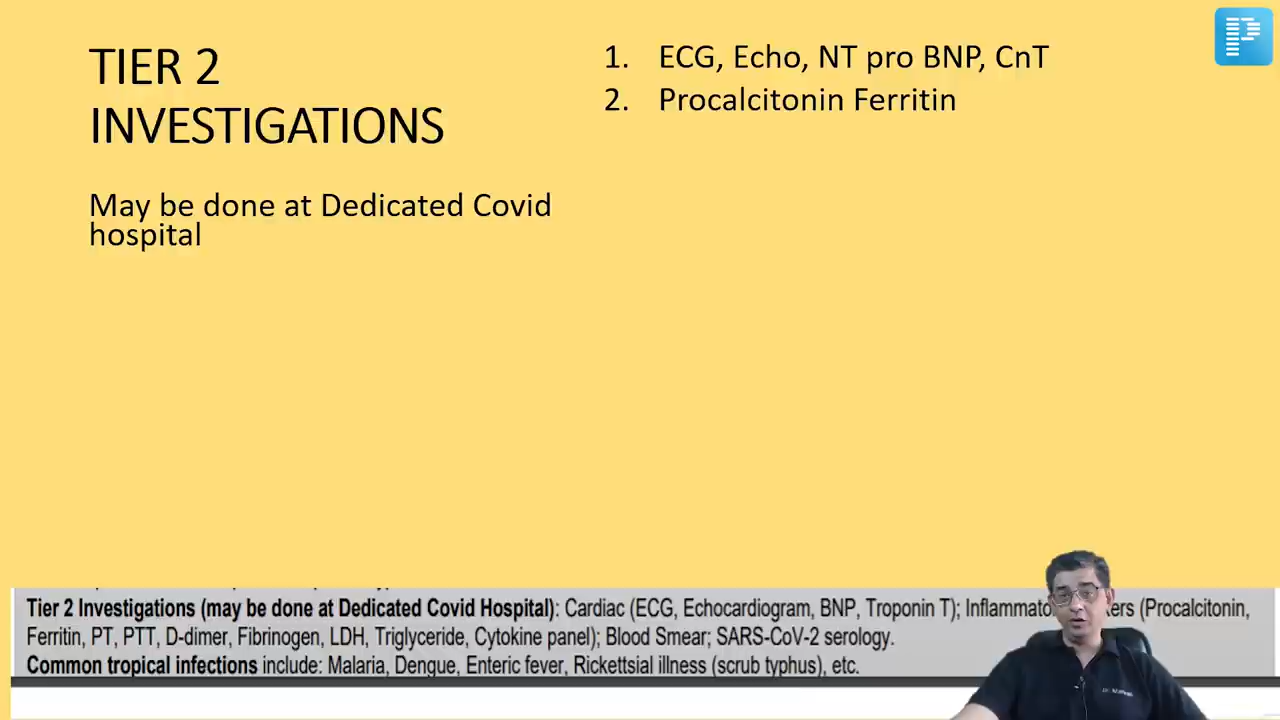 TIER 2
INVESTIGATIONS
May be done at Dedicated Covid
hospital
1. ECG, Echo, NT pro BNP, CnT
2. Procalcitonin Ferritin
Tier 2 Investigations (may be done at Dedicated Covid Hospital): Cardiac (ECG, Echocardiogram, BNP, Troponin T); (Procalcitonin,
Ferritin, PT, PTT, D-dimer, Fibrinogen, LDH, Triglyceride, Cytokine panel); Blood Smear; SARS-CoV-2 serology.
Common tropical infections include: Malaria, Dengue, Enteric fever, Rickettsial illness (scrub typhus), etc.